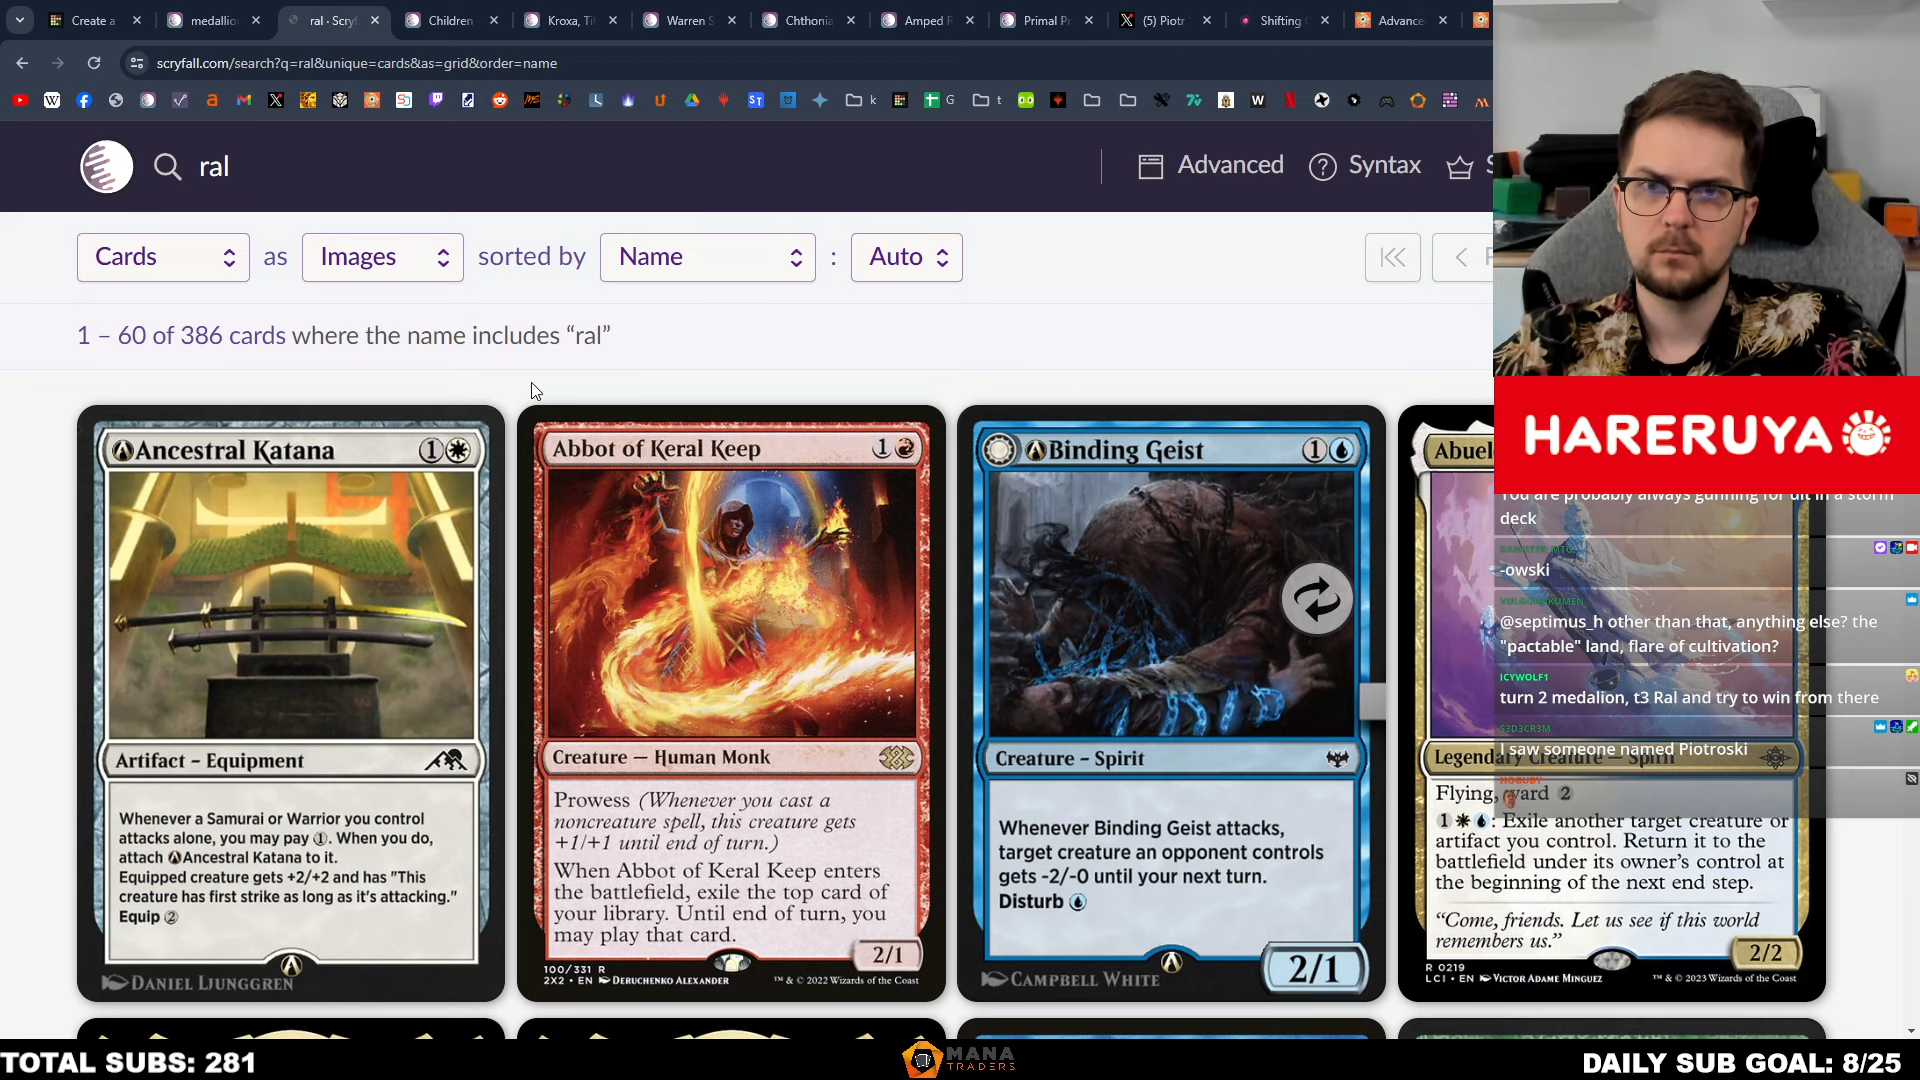 Create a
medallio
ral · Scryf
Children
Kroxa, Tit
Warren S
Chthonia
Amped R
Primal P
(5) Piotr
Shifting
Advance
scryfall.com/search?q=ral&unique=cards&as=grid&order=name
k
G
t
ral
Advanced
Syntax
S
Cards
as
Images
sorted by
Name
:
Auto
1 – 60 of 386 cards where the name includes “ral”
Ancestral Katana
1
Artifact – Equipment
Whenever a Samurai or Warrior you control
attacks alone, you may pay 1. When you do,
attach Ancestral Katana to it.
Equipped creature gets +2/+2 and has "This
creature has first strike as long as it's attacking."
Equip 2
DANIEL LJUNGGREN
Abbot of Keral Keep
1
Creature — Human Monk
Prowess (Whenever you cast a
noncreature spell, this creature gets
+1/+1 until end of turn.)
When Abbot of Keral Keep enters
the battlefield, exile the top card of
your library. Until end of turn, you
may play that card.
2/1
100/331 R
2X2 • EN DERUCHENKO ALEXANDER
™ & © 2022 Wizards of the Coast
Binding Geist
1
Creature – Spirit
Whenever Binding Geist attacks,
target creature an opponent controls
gets -2/-0 until your next turn.
Disturb
CAMPBELL WHITE
2/1
Abuel
Legendary Creature — Spirit
Flying, ward 2
1: Exile another target creature or
artifact you control. Return it to the
battlefield under its owner's control at
the beginning of the next end step.
“Come, friends. Let us see if this world
remembers us.”
2/2
R 0219
LCI • EN VICTOR ADAME MINGUEZ
™ & © 2023 Wizards of the Coast
HARERUYA
You are probably always gunning for ult in a storm
deck
-owski
@septimus_h other than that, anything else? the
"pactable" land, flare of cultivation?
ICYWOLF1
turn 2 medalion, t3 Ral and try to win from there
S3D3CR3M
I saw someone named Piotroski
TOTAL SUBS: 281
MANA
TRADERS
DAILY SUB GOAL: 8/25